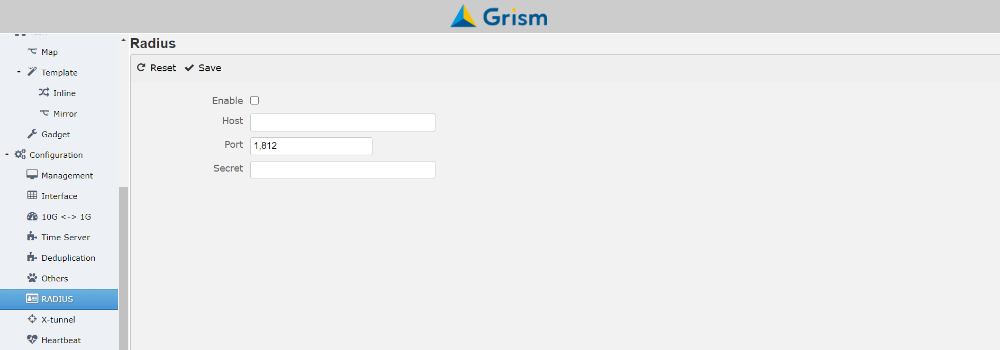 Grism
Map
Template
Inline
Mirror
Gadget
Configuration
Management
Interface
10G <-> 1G
Time Server
Deduplication
Others
RADIUS
X-tunnel
Heartbeat
Radius
Reset Save
Enable
Host
Port 1,812
Secret